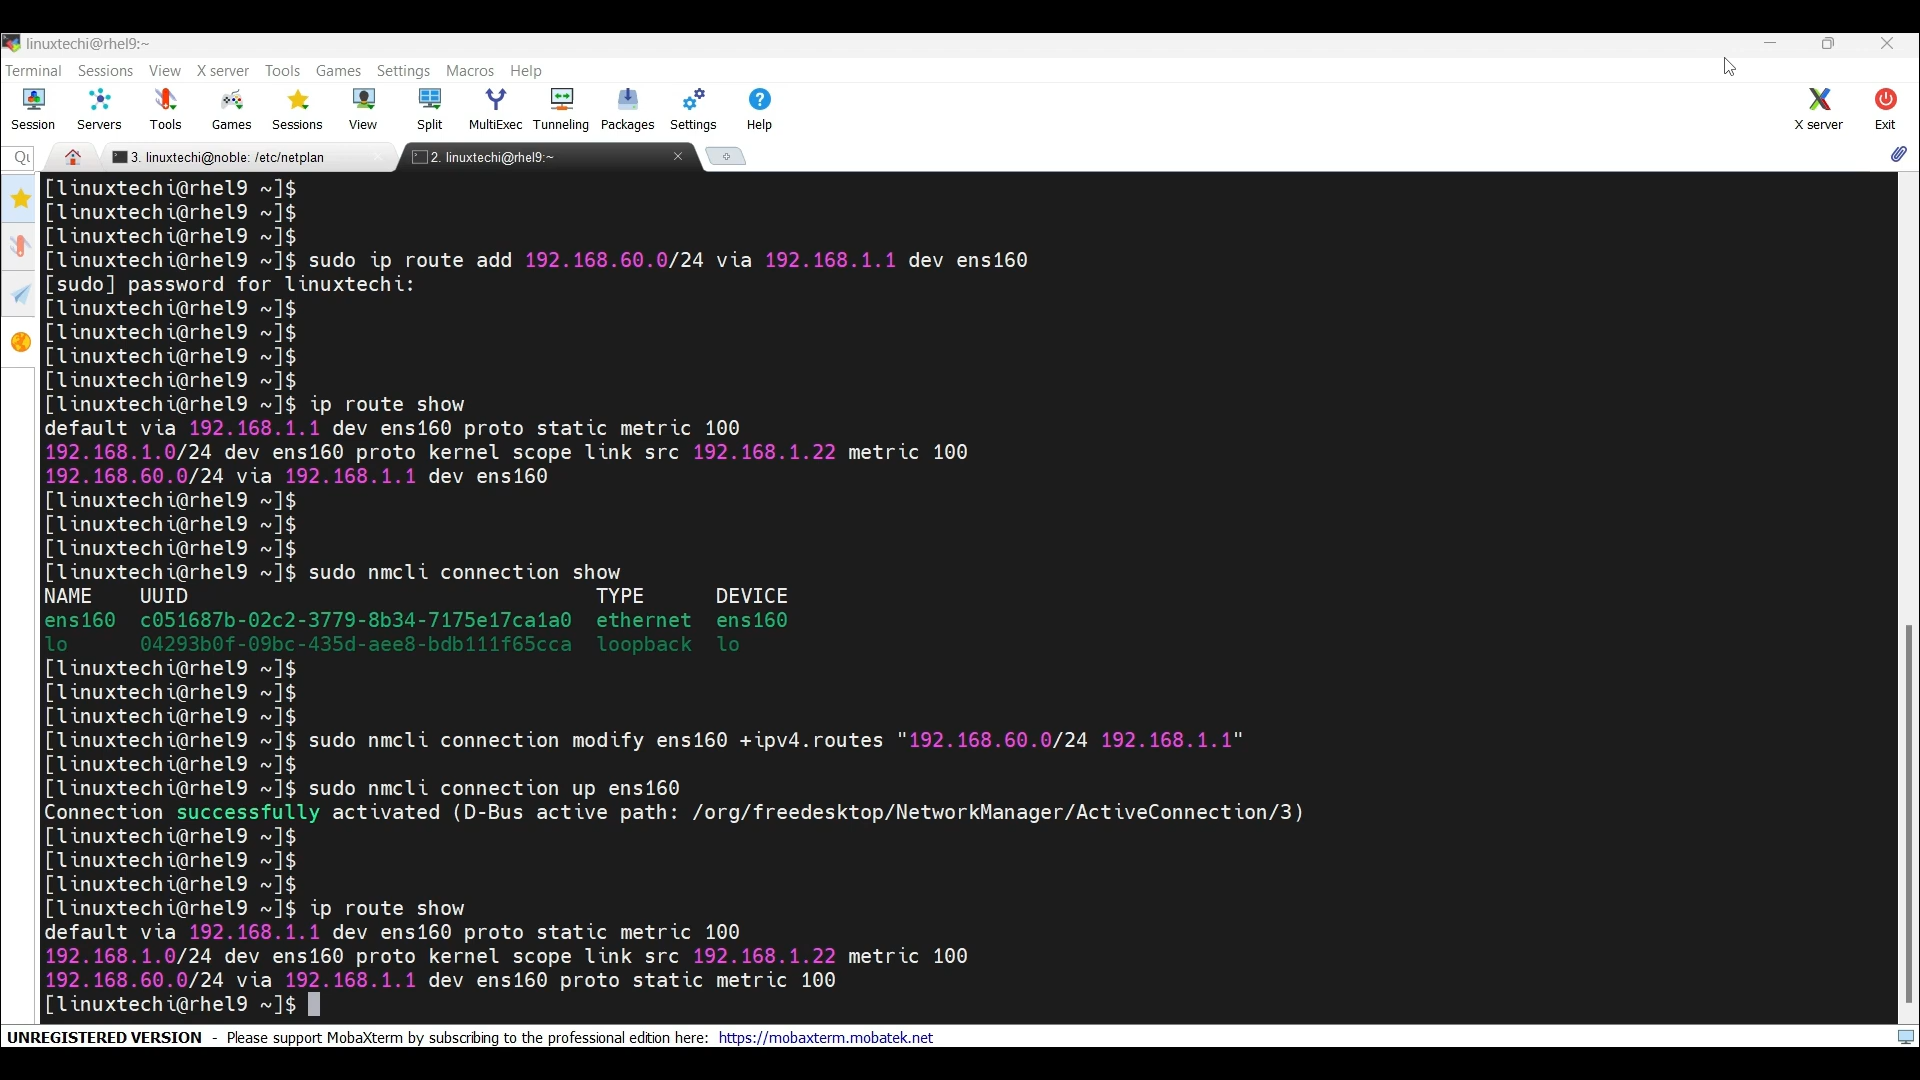 linuxtechi@rhel9:~
Terminal Sessions View X server Tools Games Settings Macros Help
Session Servers Tools Games Sessions View Split MultiExec Tunneling Packages Settings Help X server Exit
Qu 3. linuxtechi@noble: /etc/netplan 2. linuxtechi@rhel9:~
[linuxtechi@rhel9 ~]$
[linuxtechi@rhel9 ~]$
[linuxtechi@rhel9 ~]$
[linuxtechi@rhel9 ~]$ sudo ip route add 192.168.60.0/24 via 192.168.1.1 dev ens160
[sudo] password for linuxtechi:
[linuxtechi@rhel9 ~]$
[linuxtechi@rhel9 ~]$
[linuxtechi@rhel9 ~]$
[linuxtechi@rhel9 ~]$
[linuxtechi@rhel9 ~]$ ip route show
default via 192.168.1.1 dev ens160 proto static metric 100
192.168.1.0/24 dev ens160 proto kernel scope link src 192.168.1.22 metric 100
192.168.60.0/24 via 192.168.1.1 dev ens160
[linuxtechi@rhel9 ~]$
[linuxtechi@rhel9 ~]$
[linuxtechi@rhel9 ~]$
[linuxtechi@rhel9 ~]$ sudo nmcli connection show
NAME UUID TYPE DEVICE
ens160 c051687b-02c2-3779-8b34-7175e17ca1a0 ethernet ens160
lo 04293b0f-09bc-435d-aee8-bdb111f65cca loopback lo
[linuxtechi@rhel9 ~]$
[linuxtechi@rhel9 ~]$
[linuxtechi@rhel9 ~]$
[linuxtechi@rhel9 ~]$ sudo nmcli connection modify ens160 +ipv4.routes "192.168.60.0/24 192.168.1.1"
[linuxtechi@rhel9 ~]$
[linuxtechi@rhel9 ~]$ sudo nmcli connection up ens160
Connection successfully activated (D-Bus active path: /org/freedesktop/NetworkManager/ActiveConnection/3)
[linuxtechi@rhel9 ~]$
[linuxtechi@rhel9 ~]$
[linuxtechi@rhel9 ~]$
[linuxtechi@rhel9 ~]$ ip route show
default via 192.168.1.1 dev ens160 proto static metric 100
192.168.1.0/24 dev ens160 proto kernel scope link src 192.168.1.22 metric 100
192.168.60.0/24 via 192.168.1.1 dev ens160 proto static metric 100
[linuxtechi@rhel9 ~]$
UNREGISTERED VERSION - Please support MobaXterm by subscribing to the professional edition here: https://mobaxterm.mobatek.net